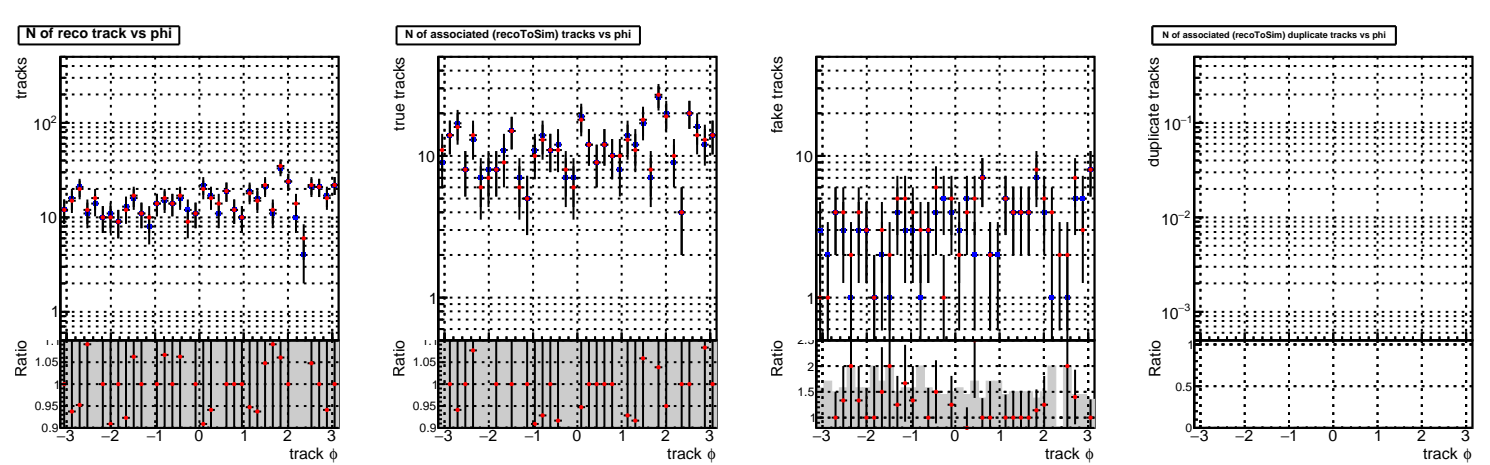 N of reco track vs phi
tracks
10²
10
1
Ratio
1.05
1
0.95
0.9
−3 −2 −1 0 1 2 3
track ϕ
N of associated (recoToSim) tracks vs phi
true tracks
10
1
Ratio
1.05
1
0.95
0.9
−2 −1 0 1 2 3
track ϕ
fake tracks
10
1
Ratio
2.5
2
1.5
1
−3 −2 −1 0 1 2 3
track ϕ
N of associated (recoToSim) duplicate tracks vs phi
duplicate tracks
10⁻¹
10⁻²
10⁻³
Ratio
1
0.5
0
−3 −2 −1 0 1 2 3
track ϕ